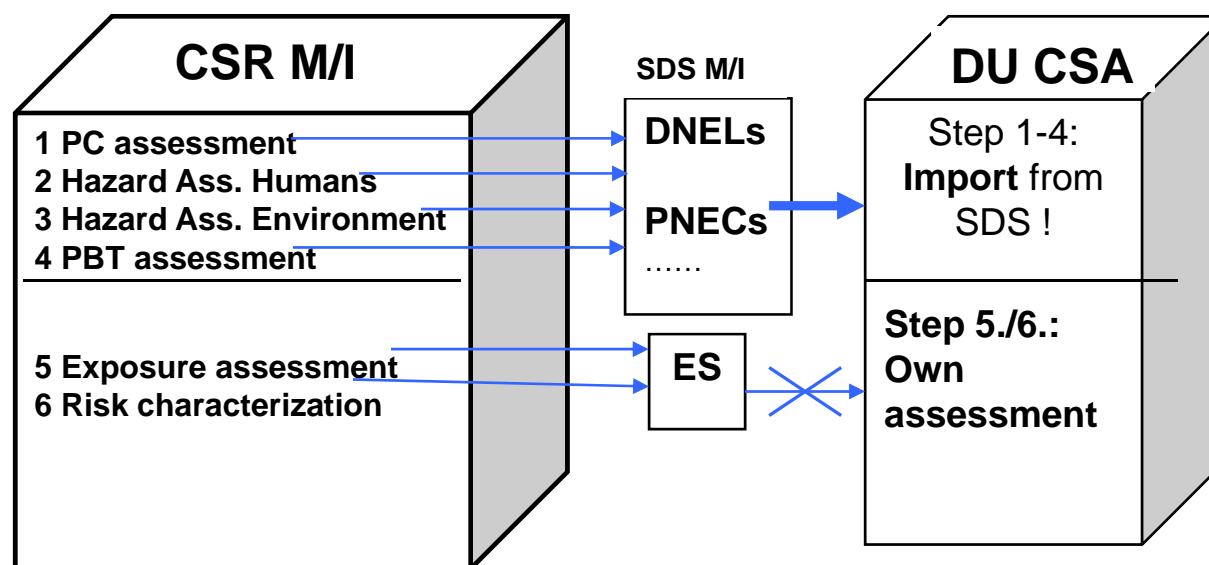 CSR M/I
1 PC assessment
2 Hazard Ass. Humans
3 Hazard Ass. Environment
4 PBT assessment
5 Exposure assessment
6 Risk characterization
SDS M/I
DNELs
PNECs
......
ES
DU CSA
Step 1-4:
Import from
SDS !
Step 5./6.:
Own
assessment